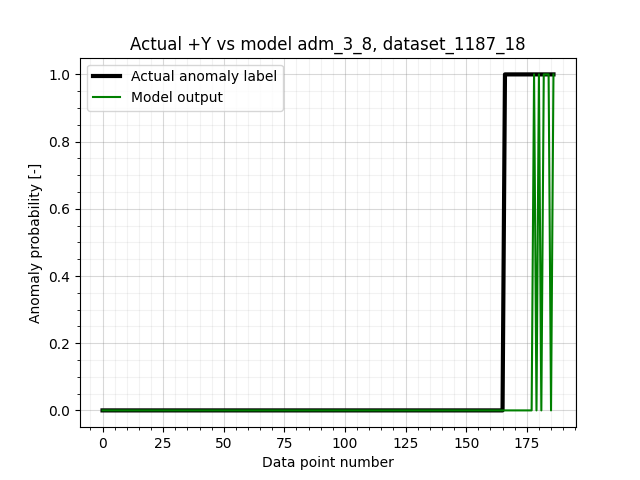 Actual +Y vs model adm_3_8, dataset_1187_18
Actual anomaly label
Model output
1.0
0.8
0.6
0.4
0.2
0.0
Anomaly probability [-]
0 25 50 75 100 125 150 175
Data point number